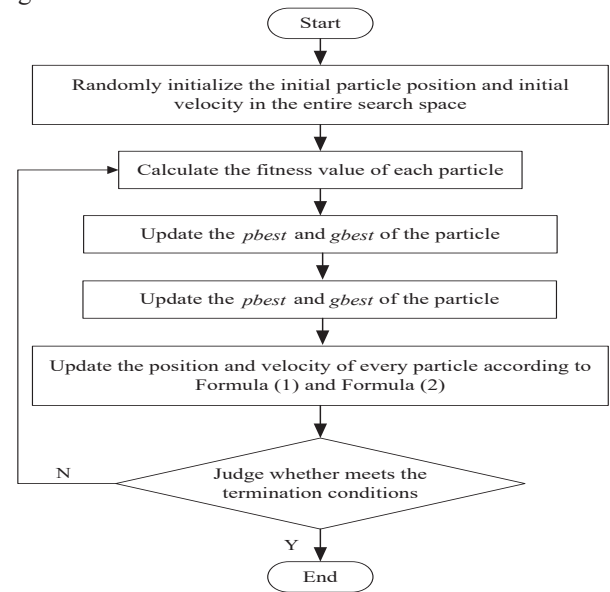 Start
Randomly initialize the initial particle position and initial
velocity in the entire search space
Calculate the fitness value of each particle
Update the pbest and gbest of the particle
Update the pbest and gbest of the particle
Update the position and velocity of every particle according to
Formula (1) and Formula (2)
N
Judge whether meets the
termination conditions
Y
End